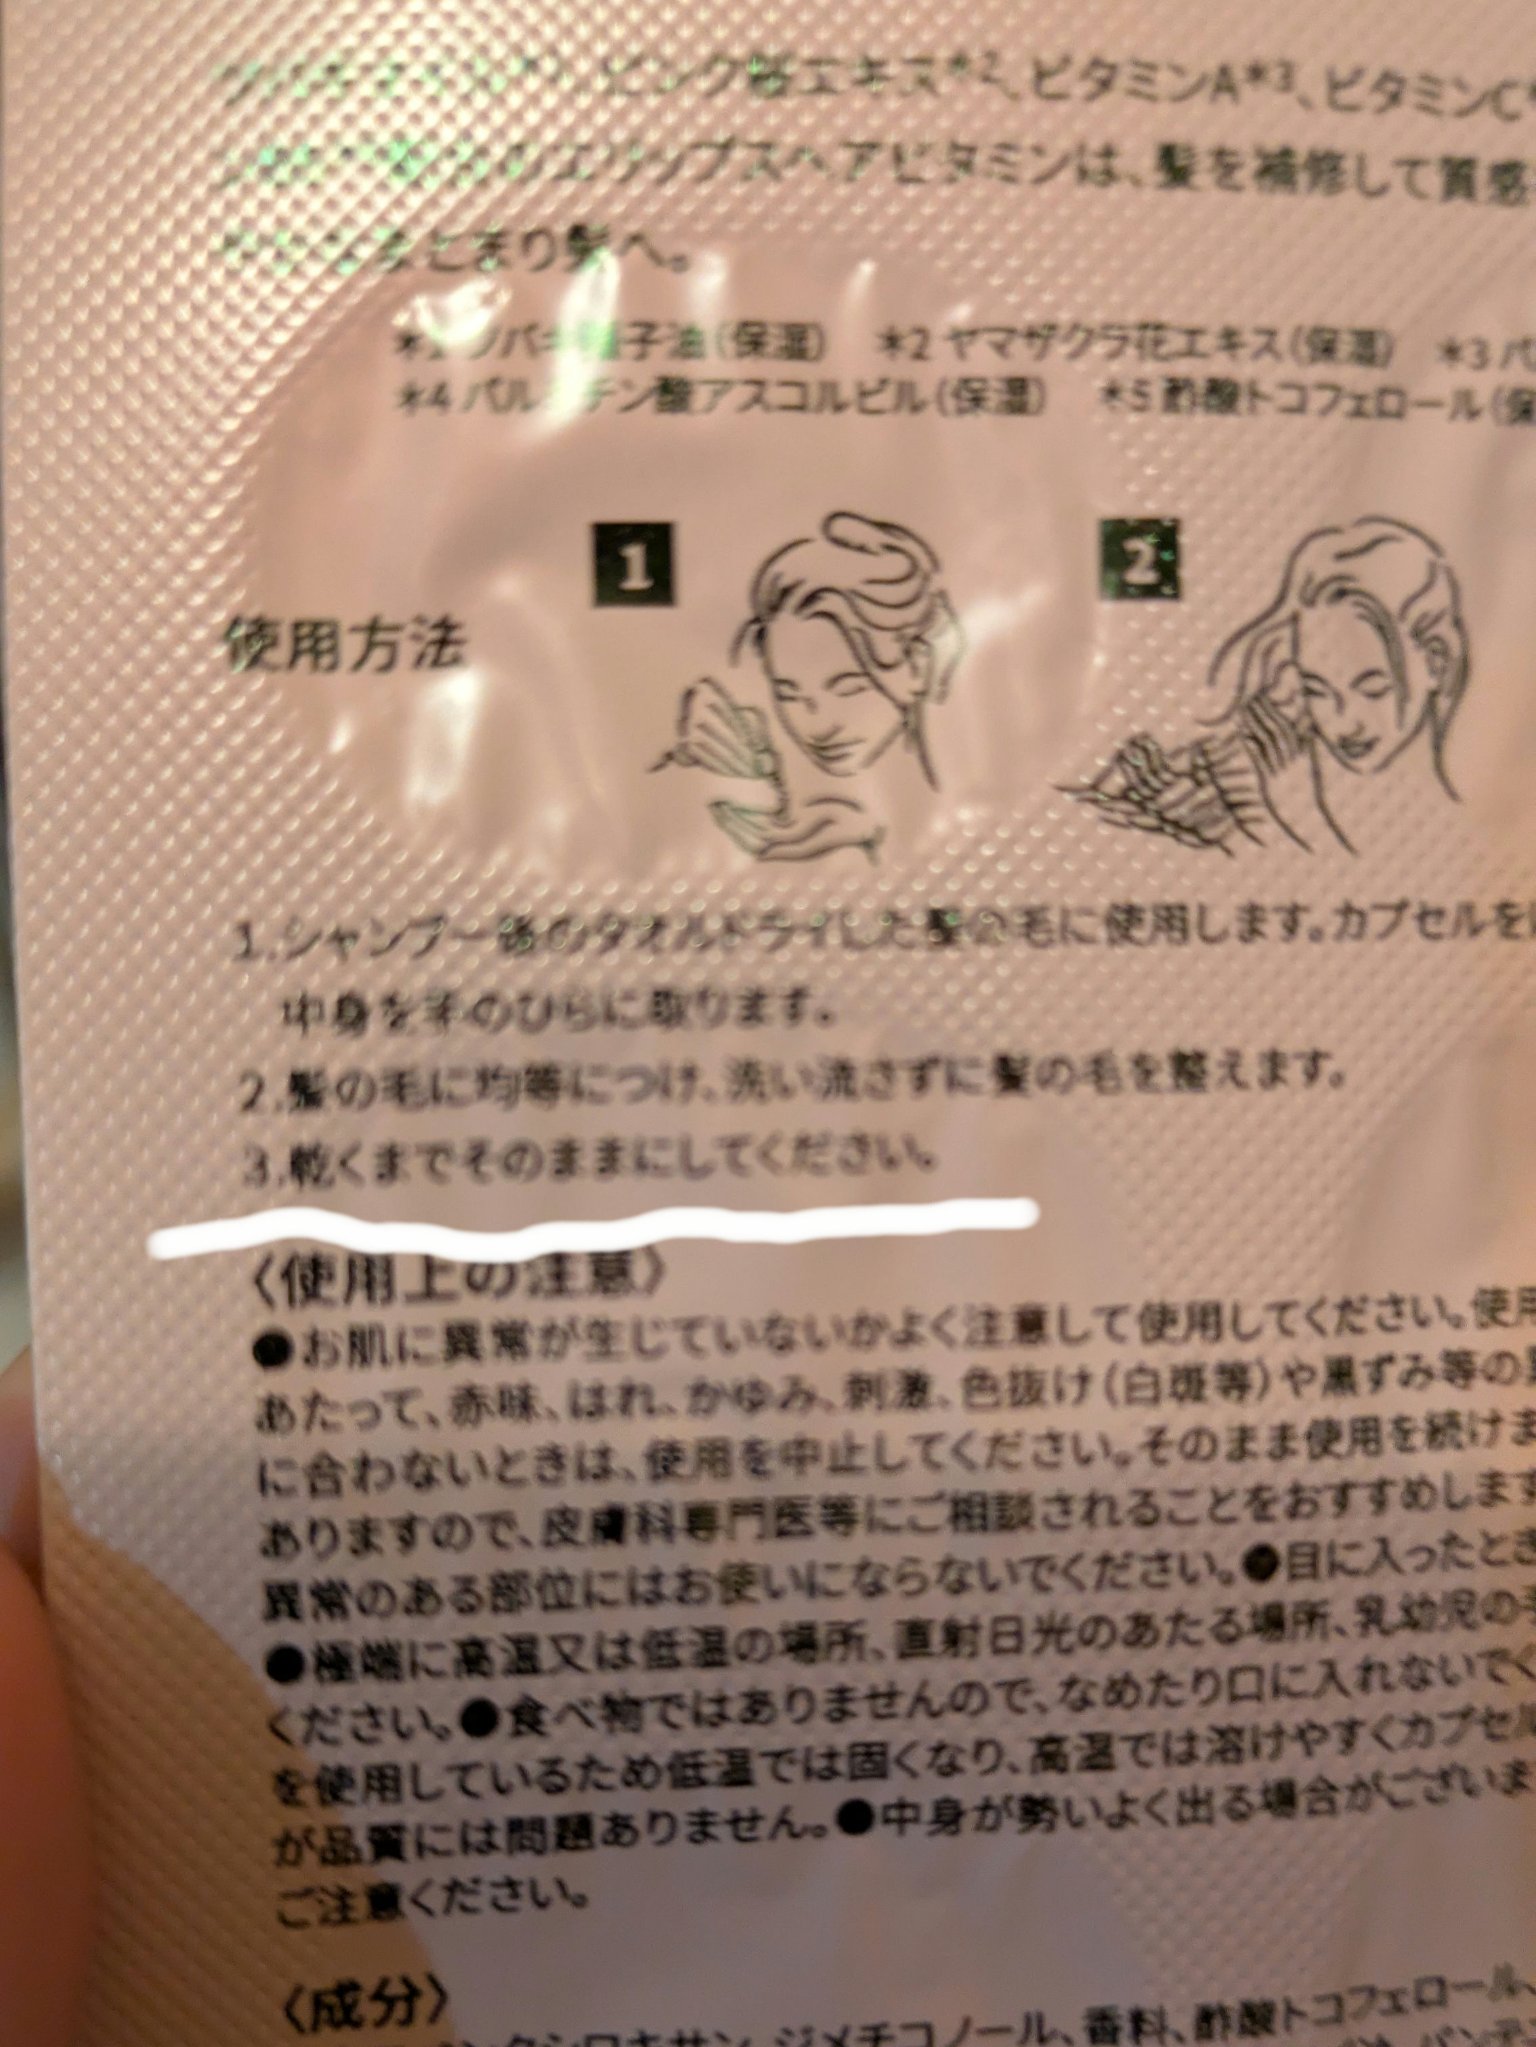 ピンク桜エキス*2、ビタミンA*3、ビタミンC
エリップスヘアビタミンは、髪を補修して質感
まとまり髪へ。
*1 ツバキ種子油(保湿) *2 ヤマザクラ花エキス(保湿) *3 パ
*4 パルミチン酸アスコルビル(保湿) *5 酢酸トコフェロール(保
1
2
使用方法
1.シャンプー後のタオルドライした髪の毛に使用します。カプセルを
中身を手のひらに取ります。
2.髪の毛に均等につけ、洗い流さずに髪の毛を整えます。
3.乾くまでそのままにしてください。
〈使用上の注意〉
●お肌に異常が生じていないかよく注意して使用してください。使用
あたって、赤味、はれ、かゆみ、刺激、色抜け(白斑等)や黒ずみ等の
に合わないときは、使用を中止してください。そのまま使用を続けま
ありますので、皮膚科専門医等にご相談されることをおすすめします
異常のある部位にはお使いにならないでください。●目に入ったとき
●極端に高温又は低温の場所、直射日光のあたる場所、乳幼児の手
ください。●食べ物ではありませんので、なめたり口に入れないでく
を使用しているため低温では固くなり、高温では溶けやすくカプセル
が品質には問題ありません。●中身が勢いよく出る場合がございま
ご注意ください。
〈成分〉
ジメチコノール、香料、酢酸トコフェロール、